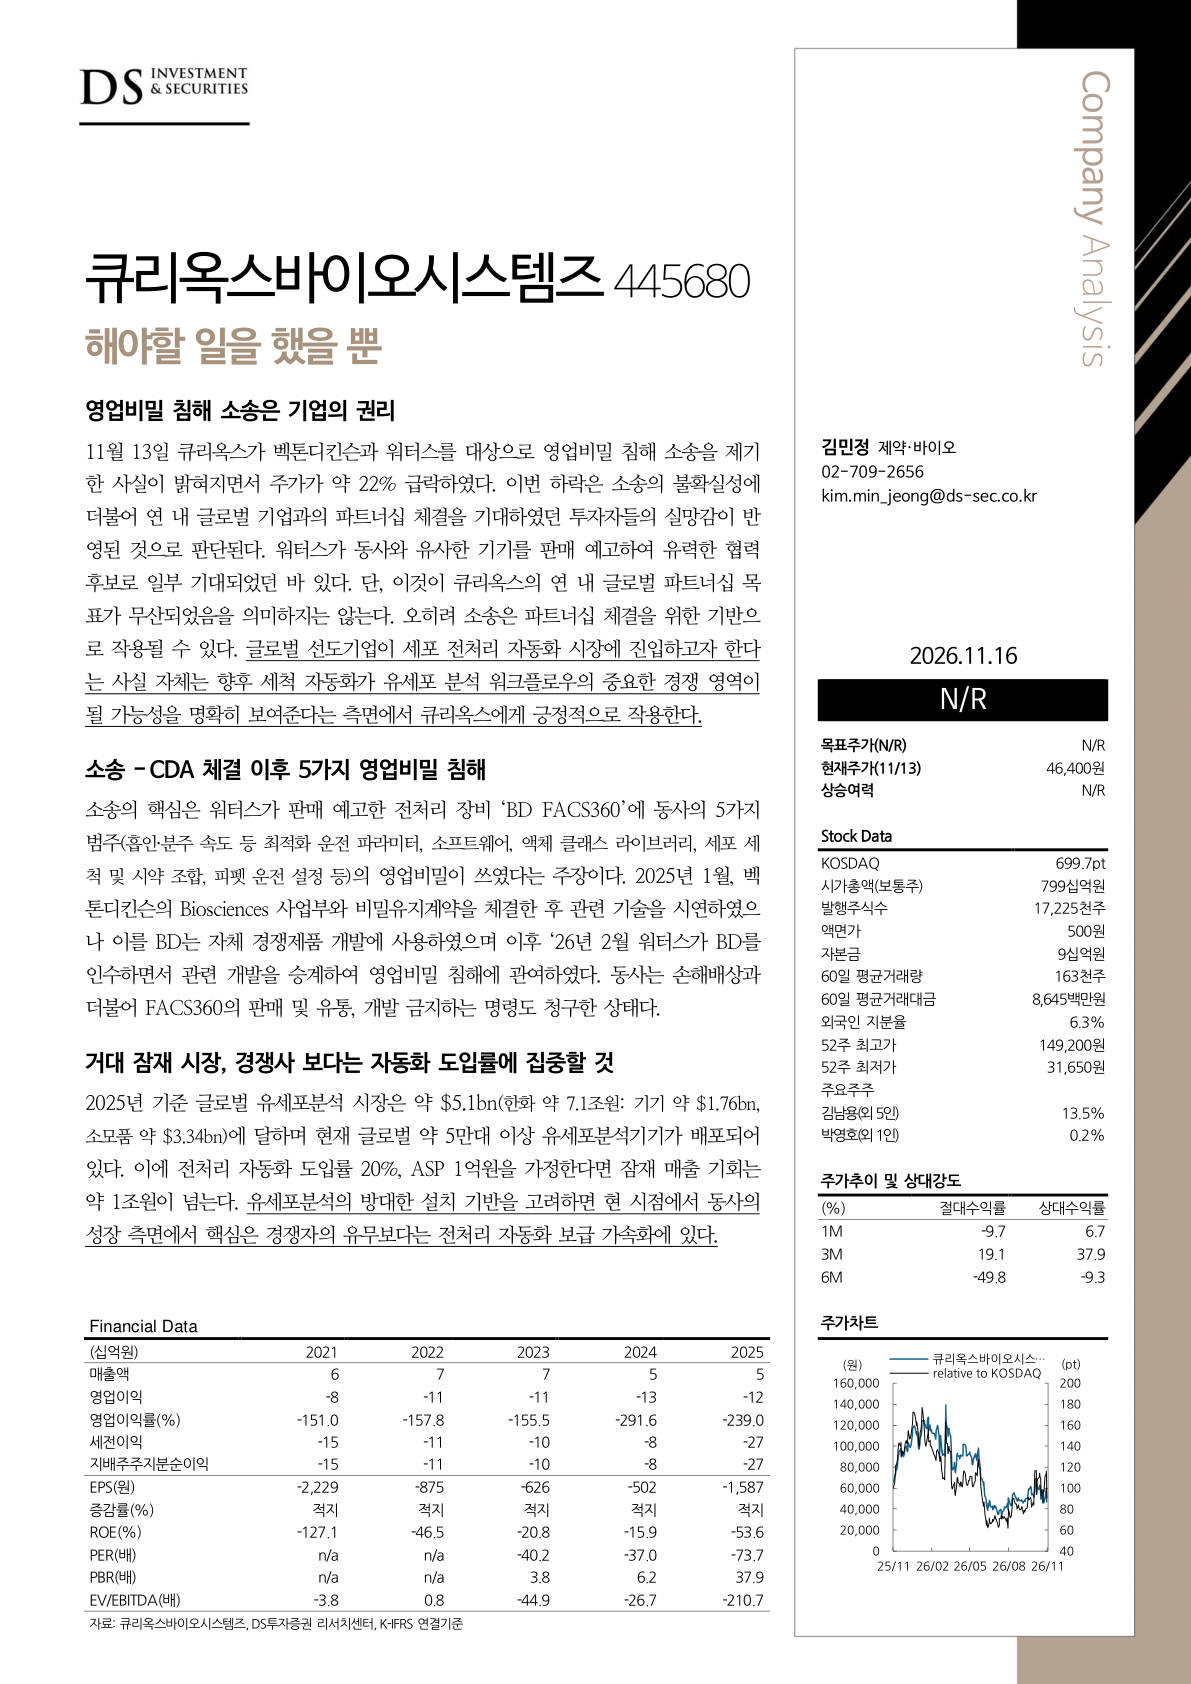 DS INVESTMENT
& SECURITIES
Company Analysis
큐리옥스바이오시스템즈 445680
해야할 일을 했을 뿐
영업비밀 침해 소송은 기업의 권리
11월 13일 큐리옥스가 벡톤디킨슨과 워터스를 대상으로 영업비밀 침해 소송을 제기
한 사실이 밝혀지면서 주가가 약 22% 급락하였다. 이번 하락은 소송의 불확실성에
더불어 연 내 글로벌 기업과의 파트너십 체결을 기대하였던 투자자들의 실망감이 반
영된 것으로 판단된다. 워터스가 동사와 유사한 기기를 판매 예고하여 유력한 협력
후보로 일부 기대되었던 바 있다. 단, 이것이 큐리옥스의 연 내 글로벌 파트너십 목
표가 무산되었음을 의미하지는 않는다. 오히려 소송은 파트너십 체결을 위한 기반으
로 작용될 수 있다. 글로벌 선도기업이 세포 전처리 자동화 시장에 진입하고자 한다
는 사실 자체는 향후 세척 자동화가 유세포 분석 워크플로우의 중요한 경쟁 영역이
될 가능성을 명확히 보여준다는 측면에서 큐리옥스에게 긍정적으로 작용한다.
소송 – CDA 체결 이후 5가지 영업비밀 침해
소송의 핵심은 워터스가 판매 예고한 전처리 장비 ‘BD FACS360’에 동사의 5가지
범주(흡인·분주 속도 등 최적화 운전 파라미터, 소프트웨어, 액체 클래스 라이브러리, 세포 세
척 및 시약 조합, 피펫 운전 설정 등)의 영업비밀이 쓰였다는 주장이다. 2025년 1월, 벡
톤디킨슨의 Biosciences 사업부와 비밀유지계약을 체결한 후 관련 기술을 시연하였으
나 이를 BD는 자체 경쟁제품 개발에 사용하였으며 이후 ‘26년 2월 워터스가 BD를
인수하면서 관련 개발을 승계하여 영업비밀 침해에 관여하였다. 동사는 손해배상과
더불어 FACS360의 판매 및 유통, 개발 금지하는 명령도 청구한 상태다.
거대 잠재 시장, 경쟁사 보다는 자동화 도입률에 집중할 것
2025년 기준 글로벌 유세포분석 시장은 약 $5.1bn(한화 약 7.1조원: 기기 약 $1.76bn,
소모품 약 $3.34bn)에 달하며 현재 글로벌 약 5만대 이상 유세포분석기기가 배포되어
있다. 이에 전처리 자동화 도입률 20%, ASP 1억원을 가정한다면 잠재 매출 기회는
약 1조원이 넘는다. 유세포분석의 방대한 설치 기반을 고려하면 현 시점에서 동사의
성장 측면에서 핵심은 경쟁자의 유무보다는 전처리 자동화 보급 가속화에 있다.
Financial Data
(십억원) 2021 2022 2023 2024 2025
매출액 6 7 7 5 5
영업이익 -8 -11 -11 -13 -12
영업이익률(%) -151.0 -157.8 -155.5 -291.6 -239.0
세전이익 -15 -11 -10 -8 -27
지배주주지분순이익 -15 -11 -10 -8 -27
EPS(원) -2,229 -875 -626 -502 -1,587
증감률(%) 적지 적지 적지 적지 적지
ROE(%) -127.1 -46.5 -20.8 -15.9 -53.6
PER(배) n/a n/a -40.2 -37.0 -73.7
PBR(배) n/a n/a 3.8 6.2 37.9
EV/EBITDA(배) -3.8 0.8 -44.9 -26.7 -210.7
자료: 큐리옥스바이오시스템즈, DS투자증권 리서치센터, K-IFRS 연결기준
김민정 제약·바이오
02-709-2656
kim.min_jeong@ds-sec.co.kr
2026.11.16
N/R
목표주가(N/R) N/R
현재주가(11/13) 46,400원
상승여력 N/R
Stock Data
KOSDAQ 699.7pt
시가총액(보통주) 799십억원
발행주식수 17,225천주
액면가 500원
자본금 9십억원
60일 평균거래량 163천주
60일 평균거래대금 8,645백만원
외국인 지분율 6.3%
52주 최고가 149,200원
52주 최저가 31,650원
주요주주
김남용(외 5인) 13.5%
박영호(외 1인) 0.2%
주가추이 및 상대강도
(%) 절대수익률 상대수익률
1M -9.7 6.7
3M 19.1 37.9
6M -49.8 -9.3
주가차트
(원) 큐리옥스바이오시스… (pt)
relative to KOSDAQ
160,000 200
140,000 180
120,000 160
100,000 140
80,000 120
60,000 100
40,000 80
20,000 60
0 40
25/11 26/02 26/05 26/08 26/11